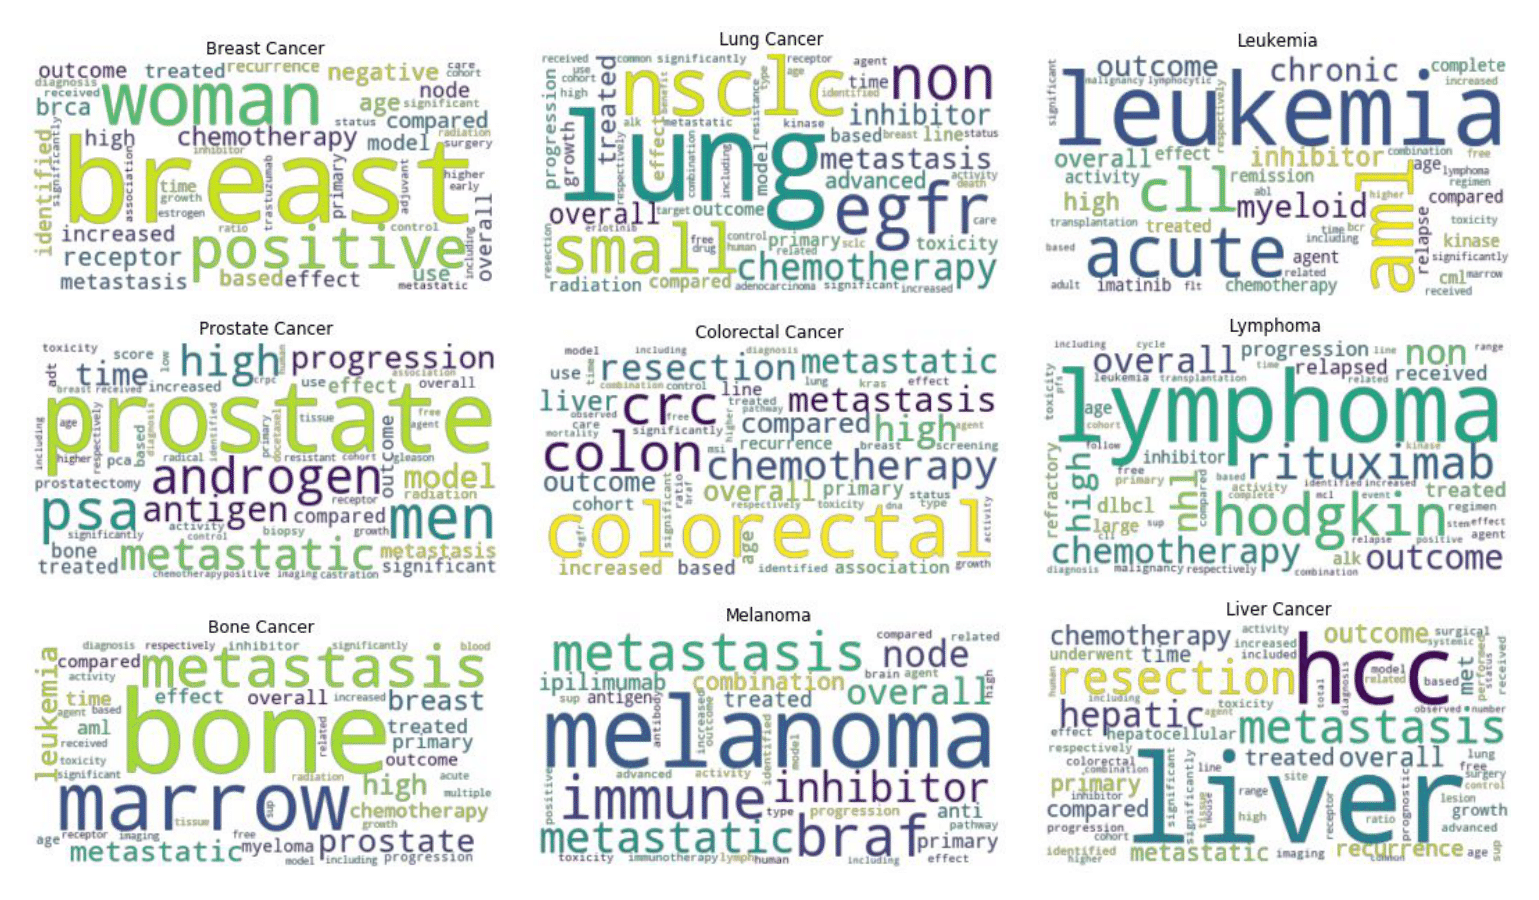 Breast Cancer
outcome treated recurrence negative care cohort
diagnosis received
brca woman node
age significant
high chemotherapy status compared
identified significantly inhibitor model radiation surgery
breast
association time growth estrogen trastuzumab primary adjuvant higher early
increased ratio control
receptor positive overall
metastasis based effect use metastatic including
Lung Cancer
received common significantly receptor agent
use cohort high treated nsclc benefit type age time non
progression growth alk metastatic effect identified inhibitor
respectively lung resistance kinase based breast line status
combination including model metastasis
advanced activity death
overall target outcome egfr
erlotinib care
resection small free drug control human primary sclc related toxicity
chemotherapy
radiation compared adenocarcinoma significant increased
Leukemia
significant outcome chronic complete
malignancy lymphocytic respectively increased
leukemia
overall effect inhibitor combination free
activity remission age lymphoma
high cll abl higher regimen
myeloid aml compared
transplantation treated time bcr toxicity
based including relapse kinase
acute agent significantly
related cml marrow
adult imatinib flt chemotherapy received
Prostate Cancer
toxicity score low high human progression
adt time crpc association
breast received increased use effect overall
prostate
including age respectively based diagnosis identified tissue primary docetaxel free agent
higher pca radical resistant cohort gleason
prostatectomy androgen outcome model
receptor radiation
psa antigen compared men
significantly activity control biopsy growth
bone metastatic metastasis
treated significant
chemotherapy positive imaging castration
Colorectal Cancer
model including diagnosis
use time resection metastatic
combination control lung kras effect
liver crc line treated metastasis
observed free pathway
care significantly higher compared high agent
mortality recurrence breast screening
colon msi chemotherapy
outcome ratio braf overall primary status
cohort significant respectively toxicity dna type
colorectal
egfr age activity
increased based identified association growth
Lymphoma
including cycle progression line non range
toxicity pfs overall time relapsed received
leukemia transplantation related
lymphoma
age cohort
follow kinase
refractory high inhibitor rituximab
free primary based identified increased
dlbcl nhl compared activity mcl event treated
complete regimen
large sup hodgkin stem effect
cll relapse positive agent
chemotherapy alk outcome
diagnosis malignancy respectively combination
Bone Cancer
diagnosis respectively inhibitor significantly blood
leukemia compared metastasis
activity
time effect overall increased breast
agent based bone
aml related treated
received primary
toxicity outcome
significant radiation high acute
marrow multiple
sup chemotherapy
tissue growth
age receptor imaging free myeloma prostate
metastatic model including progression
Melanoma
metastasis compared related
node
ipilimumab combination brain agent overall high
sup antigen treated
antibody increased outcome
melanoma
identified model
positive advanced activity
immune inhibitor
type progression anti
metastatic braf pathway
primary
toxicity immunotherapy lymph human including effect
Liver Cancer
chemotherapy activity hcc outcome surgical
increased systemic
underwent time included model performed status received
human resection total diagnosis related based met
including toxicity observed number
hepatic agent metastasis
effect hepatocellular
respectively treated overall lung
colorectal line free
combination site surgery
primary significant significantly prognostic control
inhibitor tissue mouse range lesion
compared liver growth
high receptor ratio
progression advanced
cohort
identified metastatic imaging recurrence age sup
higher common